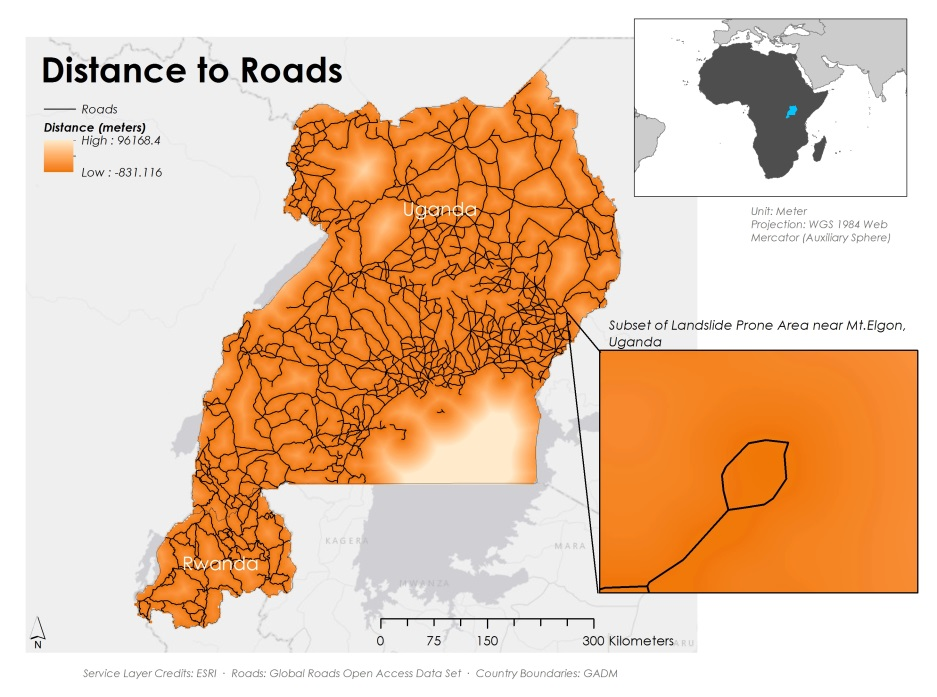 Distance to Roads
Roads
Distance (meters)
High : 96168.4
Low : -831.116
Uganda
Unit: Meter
Projection: WGS 1984 Web
Mercator (Auxiliary Sphere)
Subset of Landslide Prone Area near Mt.Elgon,
Uganda
KAGERA
MARA
Rwanda
MWANZA
N
0 75 150 300 Kilometers
Service Layer Credits: ESRI · Roads: Global Roads Open Access Data Set · Country Boundaries: GADM